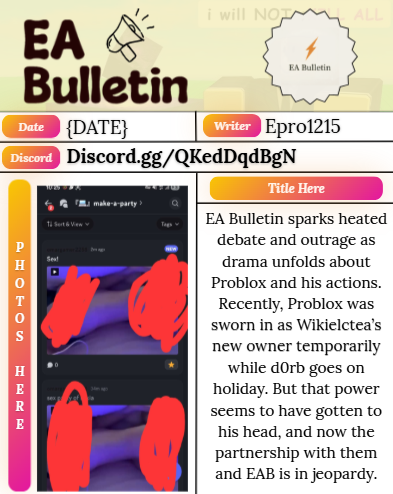 i will NOT
ALL
EA
Bulletin
EA Bulletin
Date
{DATE}
Writer
Epro1215
Discord
Discord.gg/QKedDqdBgN
PHOTOS HERE
make-a-party
Sort & View
Tags
NEW
Sex!
0
Title Here
EA Bulletin sparks heated
debate and outrage as
drama unfolds about
Problox and his actions.
Recently, Problox was
sworn in as Wikielctea's
new owner temporarily
while d0rb goes on
holiday. But that power
seems to have gotten to
his head, and now the
partnership with them
and EAB is in jeopardy.